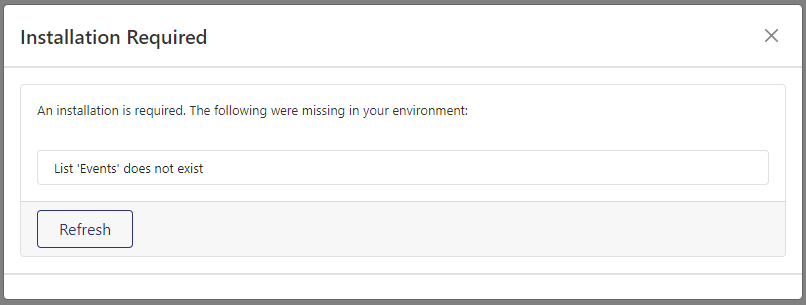 Installation Required
An installation is required. The following were missing in your environment:
List 'Events' does not exist
Refresh